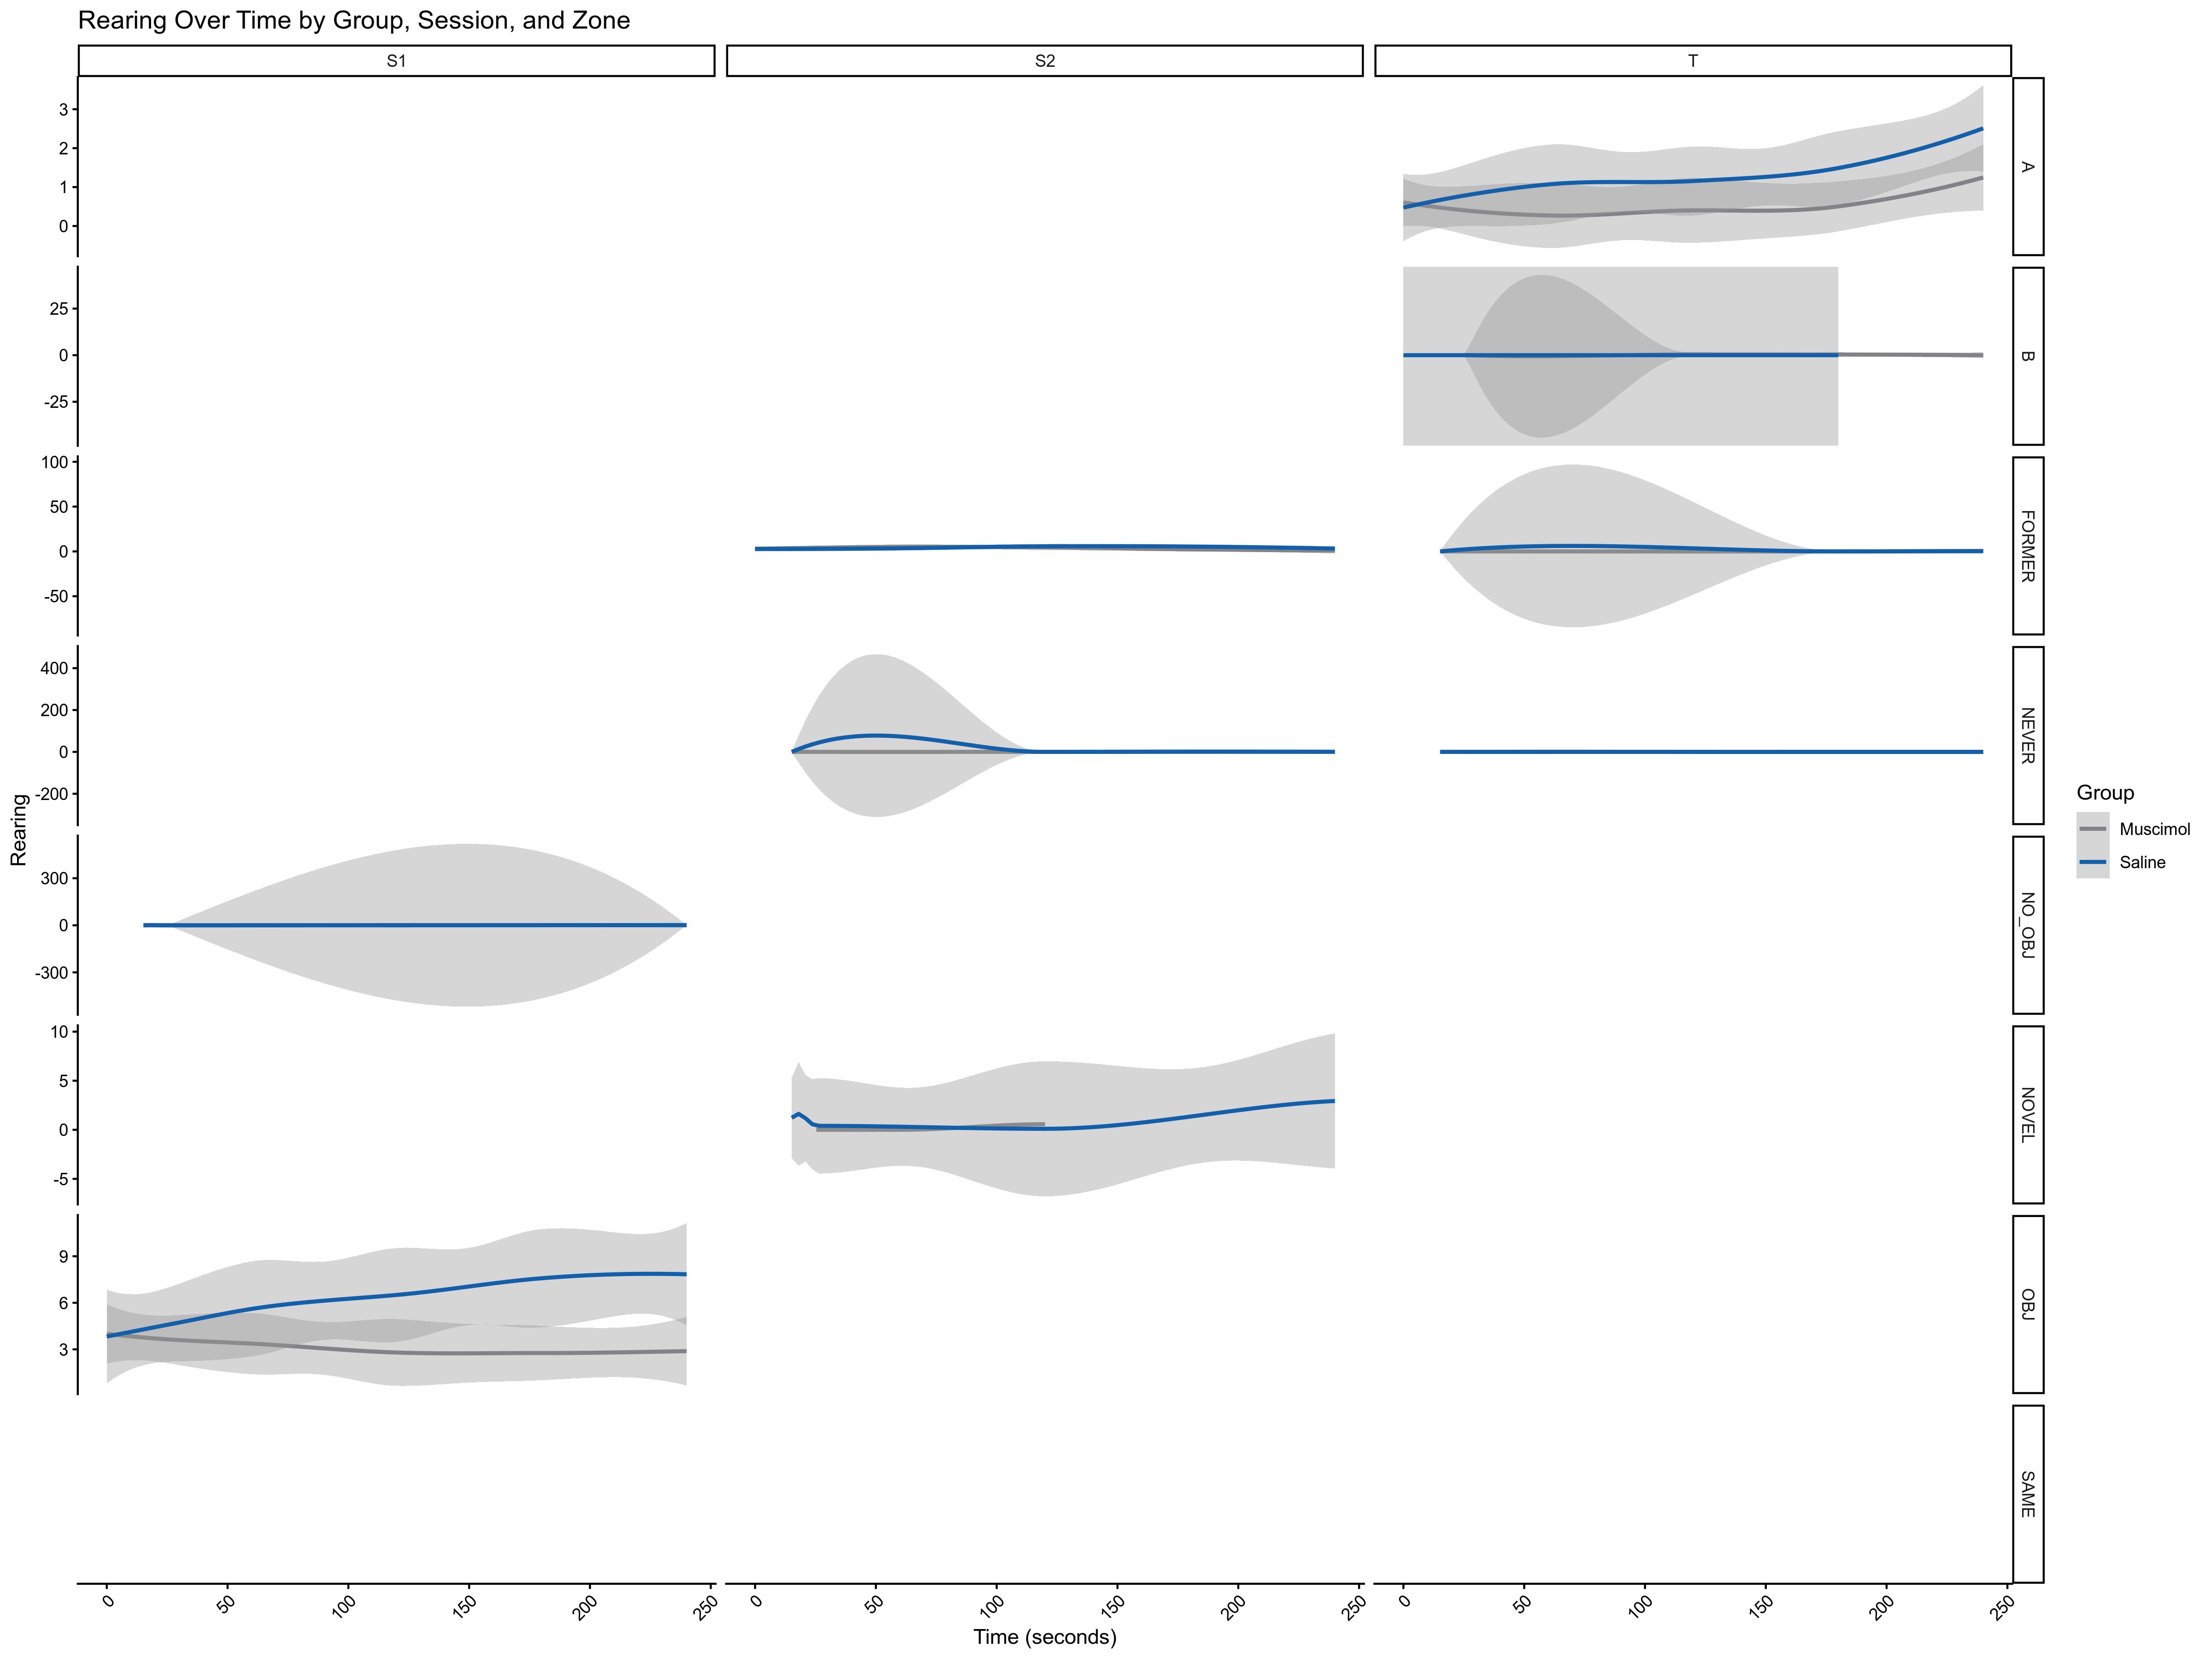 Rearing Over Time by Group, Session, and Zone
S1
S2
T
3
2
1
0
A
25
0
-25
B
100
50
0
-50
FORMER
400
200
0
-200
NEVER
300
0
-300
NO_OBJ
10
5
0
-5
NOVEL
9
6
3
OBJ
SAME
Rearing
0 50 100 150 200 250
0 50 100 150 200 250
0 50 100 150 200 250
Time (seconds)
Group
Muscimol
Saline